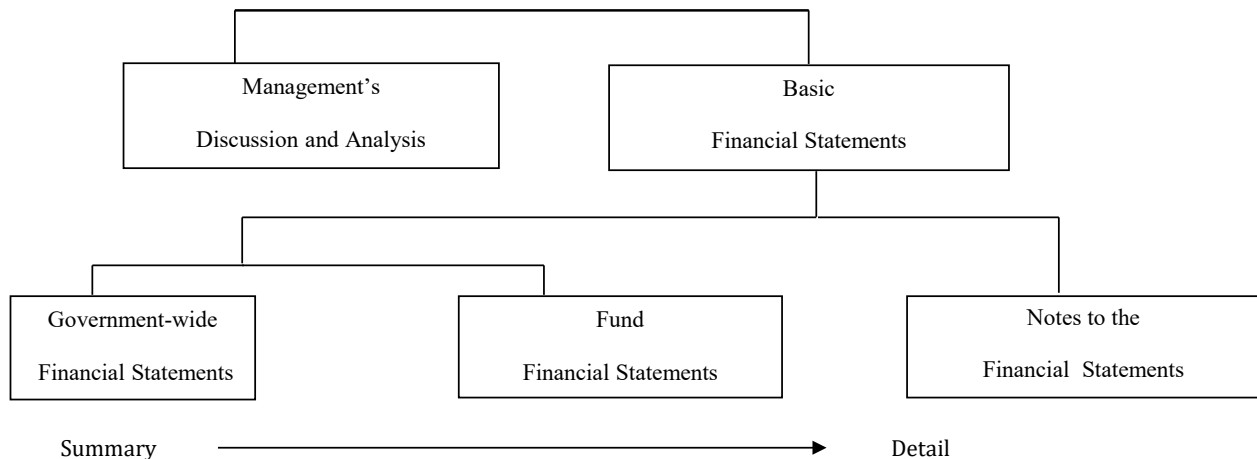 Management’s
Discussion and Analysis
Basic
Financial Statements
Government-wide
Financial Statements
Fund
Financial Statements
Notes to the
Financial Statements
Summary
Detail